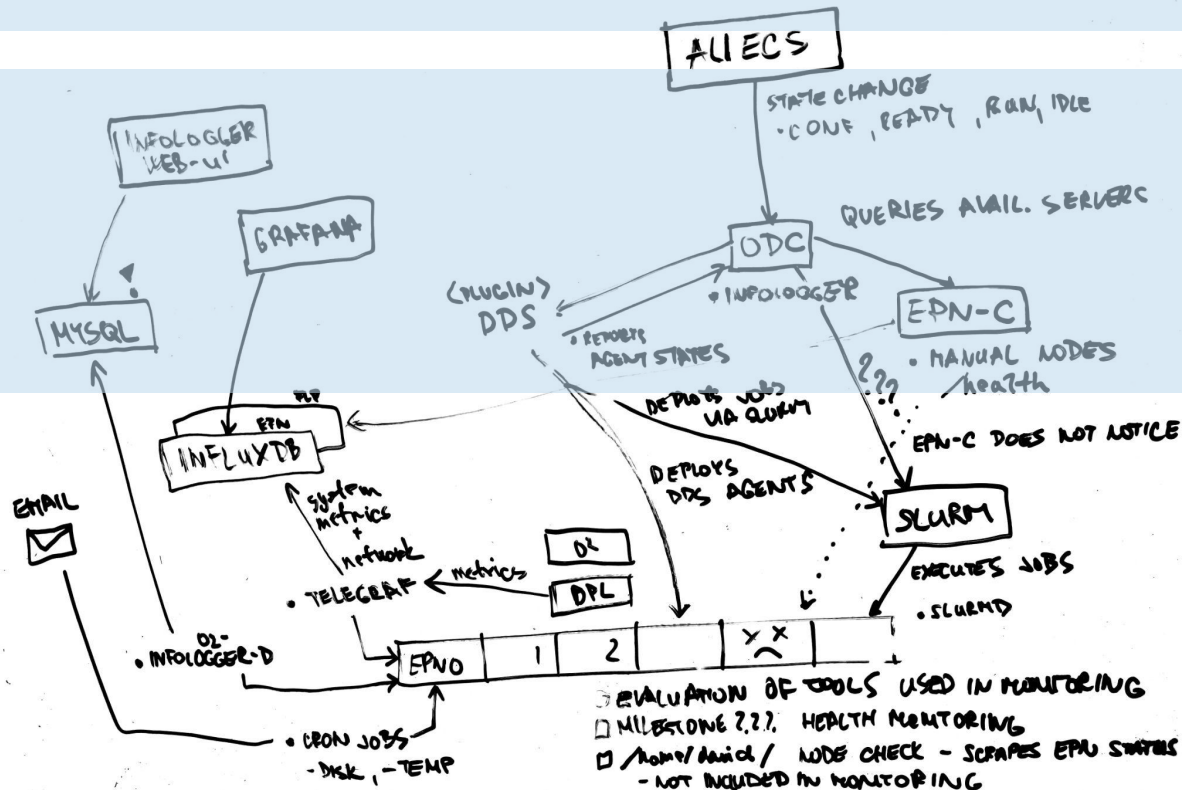 ALIECS
STATE CHANGE
• CONF, READY, RUN, IDLE
INFOLOGGER
WEB-UI
GRAFANA
QUERIES AVAIL. SERVERS
ODC
• INFOLOGGER
<PLUGIN>
DDS
• REPORTS
AGENT STATES
EPN-C
• MANUAL NODES
health
MYSQL
EPN
INFLUXDB
DEPLOYS JOBS
VIA SLURM
???
EPN-C DOES NOT NOTICE
DEPLOYS
DDS AGENTS
SLURM
EXECUTES JOBS
• SLURMD
EMAIL
system
metrics
+
network
• TELEGRAF
metrics
O²
DPL
O2-
• INFOLOGGER-D
EPN0 1 2
• CRON JOBS
- DISK, - TEMP
EVALUATION OF TOOLS USED IN MONITORING
MILESTONE ??? HEALTH MONITORING
/home/david/ NODE CHECK - SCRAPES EPN STATUS
- NOT INCLUDED IN MONITORING